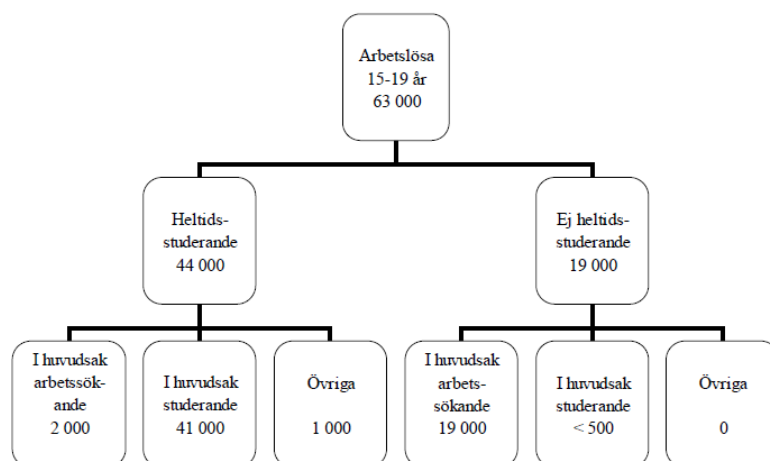 Arbetslösa
15-19 år
63 000
Heltids-
studerande
44 000
Ej heltids-
studerande
19 000
I huvudsak
arbetssök-
ande
2 000
I huvudsak
studerande
41 000
Övriga
1 000
I huvudsak
arbets-
sökande
19 000
I huvudsak
studerande
< 500
Övriga
0